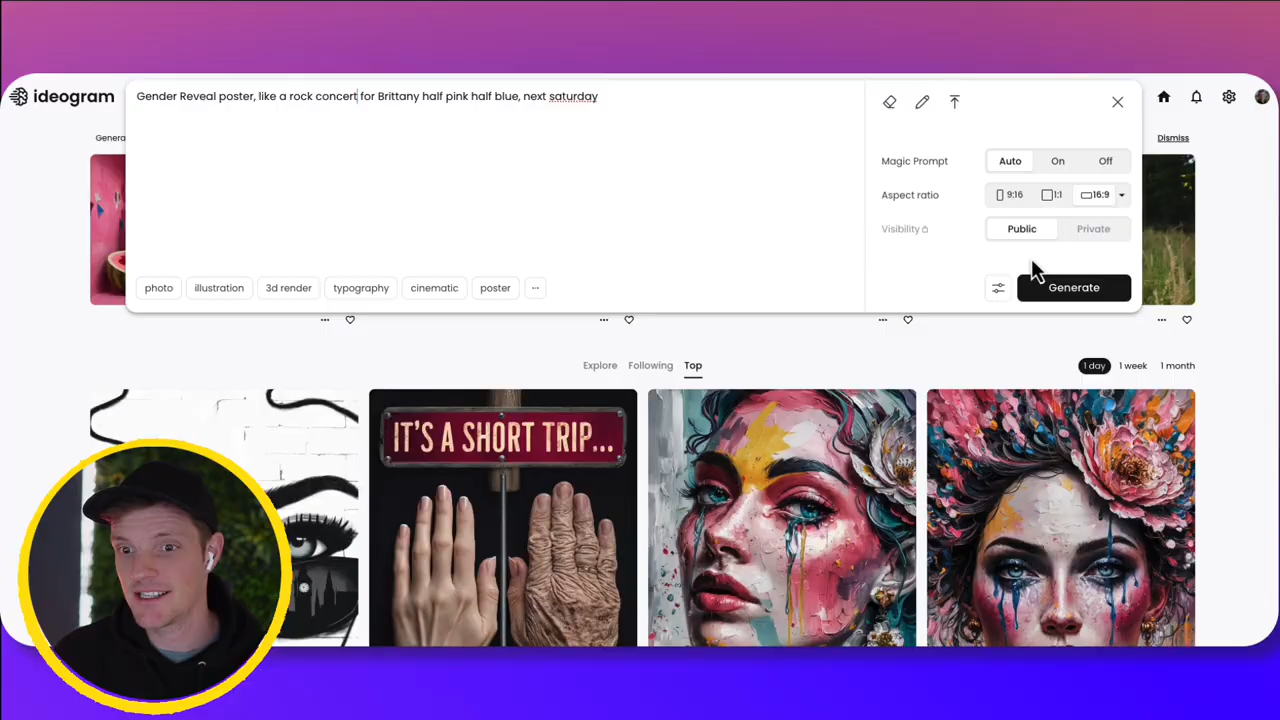 ideogram
Gender Reveal poster, like a rock concert for Brittany half pink half blue, next saturday
Genera
Dismiss
Magic Prompt
Auto
On
Off
Aspect ratio
9:16
1:1
16:9
Visibility
Public
Private
photo
illustration
3d render
typography
cinematic
poster
...
Generate
Explore
Following
Top
1 day
1 week
1 month
IT'S A SHORT TRIP...